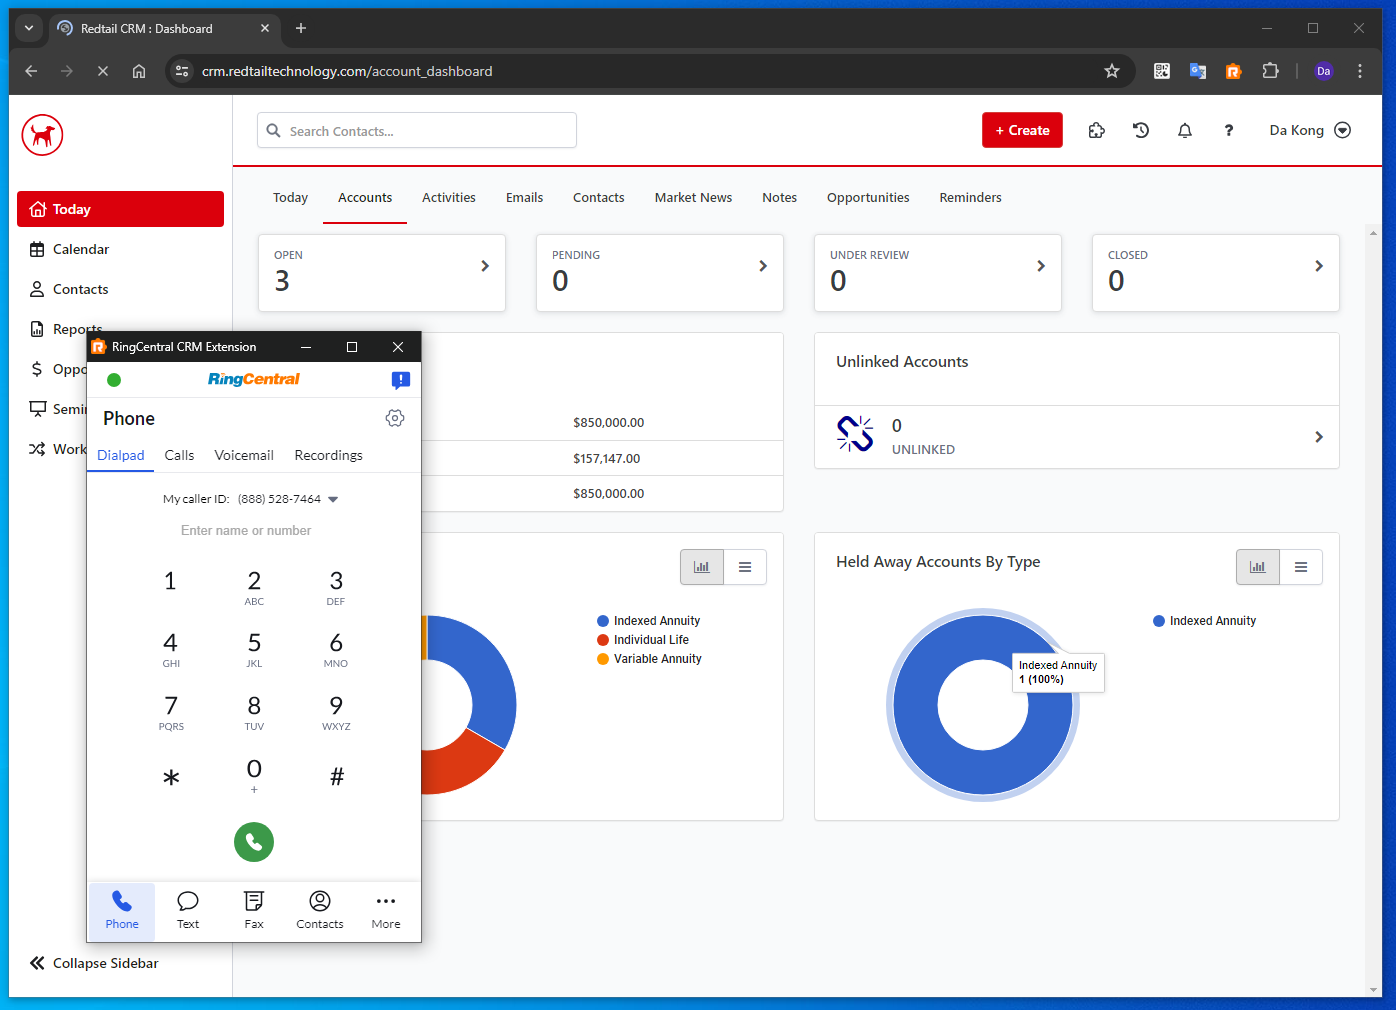 Redtail CRM : Dashboard
crm.redtailtechnology.com/account_dashboard
Da
Search Contacts...
+ Create
?
Da Kong
Today
Calendar
Contacts
Reports
Oppo
Semi
Work
Collapse Sidebar
Today Accounts Activities Emails Contacts Market News Notes Opportunities Reminders
OPEN
3
PENDING
0
UNDER REVIEW
0
CLOSED
0
$850,000.00
$157,147.00
$850,000.00
Unlinked Accounts
0
UNLINKED
Indexed Annuity
Individual Life
Variable Annuity
Held Away Accounts By Type
Indexed Annuity
Indexed Annuity
1 (100%)
RingCentral CRM Extension
RingCentral
Phone
Dialpad Calls Voicemail Recordings
My caller ID: (888) 528-7464
Enter name or number
1 2 3
ABC DEF
4 5 6
GHI JKL MNO
7 8 9
PQRS TUV WXYZ
* 0 #
+
Phone Text Fax Contacts More